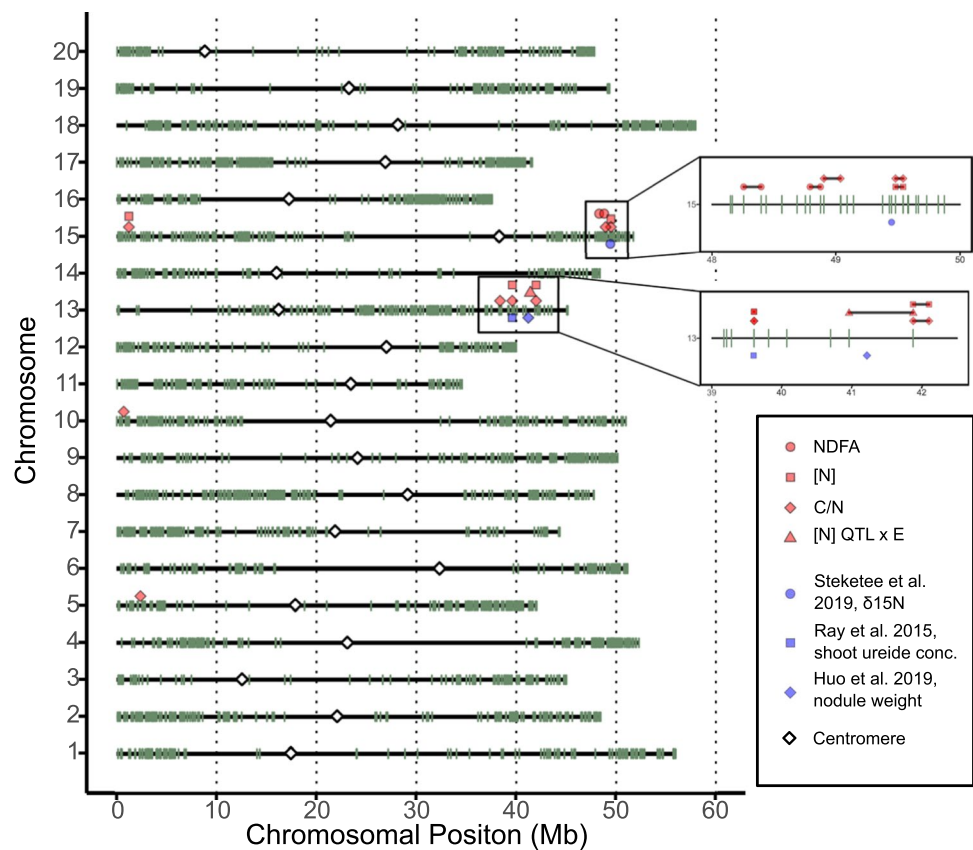 20
19
18
17
16
15
14
13
12
11
10
9
8
7
6
5
4
3
2
1
Chromosome
0 10 20 30 40 50 60
Chromosomal Positon (Mb)
15
48 49 50
13
39 40 41 42
NDFA
[N]
C/N
[N] QTL x E
Steketee et al.
2019, δ15N
Ray et al. 2015,
shoot ureide conc.
Huo et al. 2019,
nodule weight
Centromere